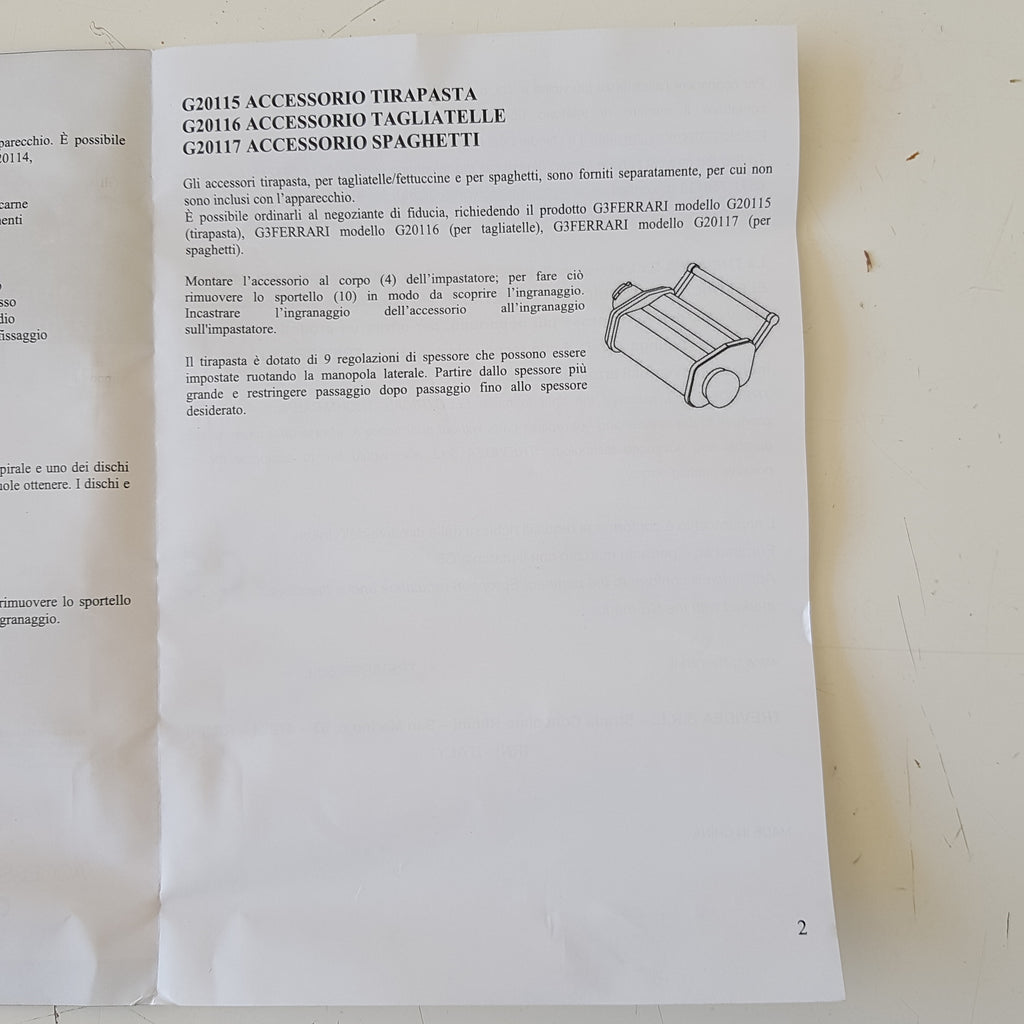 parecchio. È possibile
20114,
carne
enti
o
sso
dio
fissaggio
pirale e uno dei dischi
uole ottenere. I dischi e
rimuovere lo sportello
granaggio.
G20115 ACCESSORIO TIRAPASTA
G20116 ACCESSORIO TAGLIATELLE
G20117 ACCESSORIO SPAGHETTI
Gli accessori tirapasta, per tagliatelle/fettuccine e per spaghetti, sono forniti separatamente, per cui non
sono inclusi con l'apparecchio.
È possibile ordinarli al negoziante di fiducia, richiedendo il prodotto G3FERRARI modello G20115
(tirapasta), G3FERRARI modello G20116 (per tagliatelle), G3FERRARI modello G20117 (per
spaghetti).
Montare l'accessorio al corpo (4) dell'impastatore; per fare ciò
rimuovere lo sportello (10) in modo da scoprire l'ingranaggio.
Incastrare l'ingranaggio dell'accessorio all'ingranaggio
sull'impastatore.
Il tirapasta è dotato di 9 regolazioni di spessore che possono essere
impostate ruotando la manopola laterale. Partire dallo spessore più
grande e restringere passaggio dopo passaggio fino allo spessore
desiderato.
2